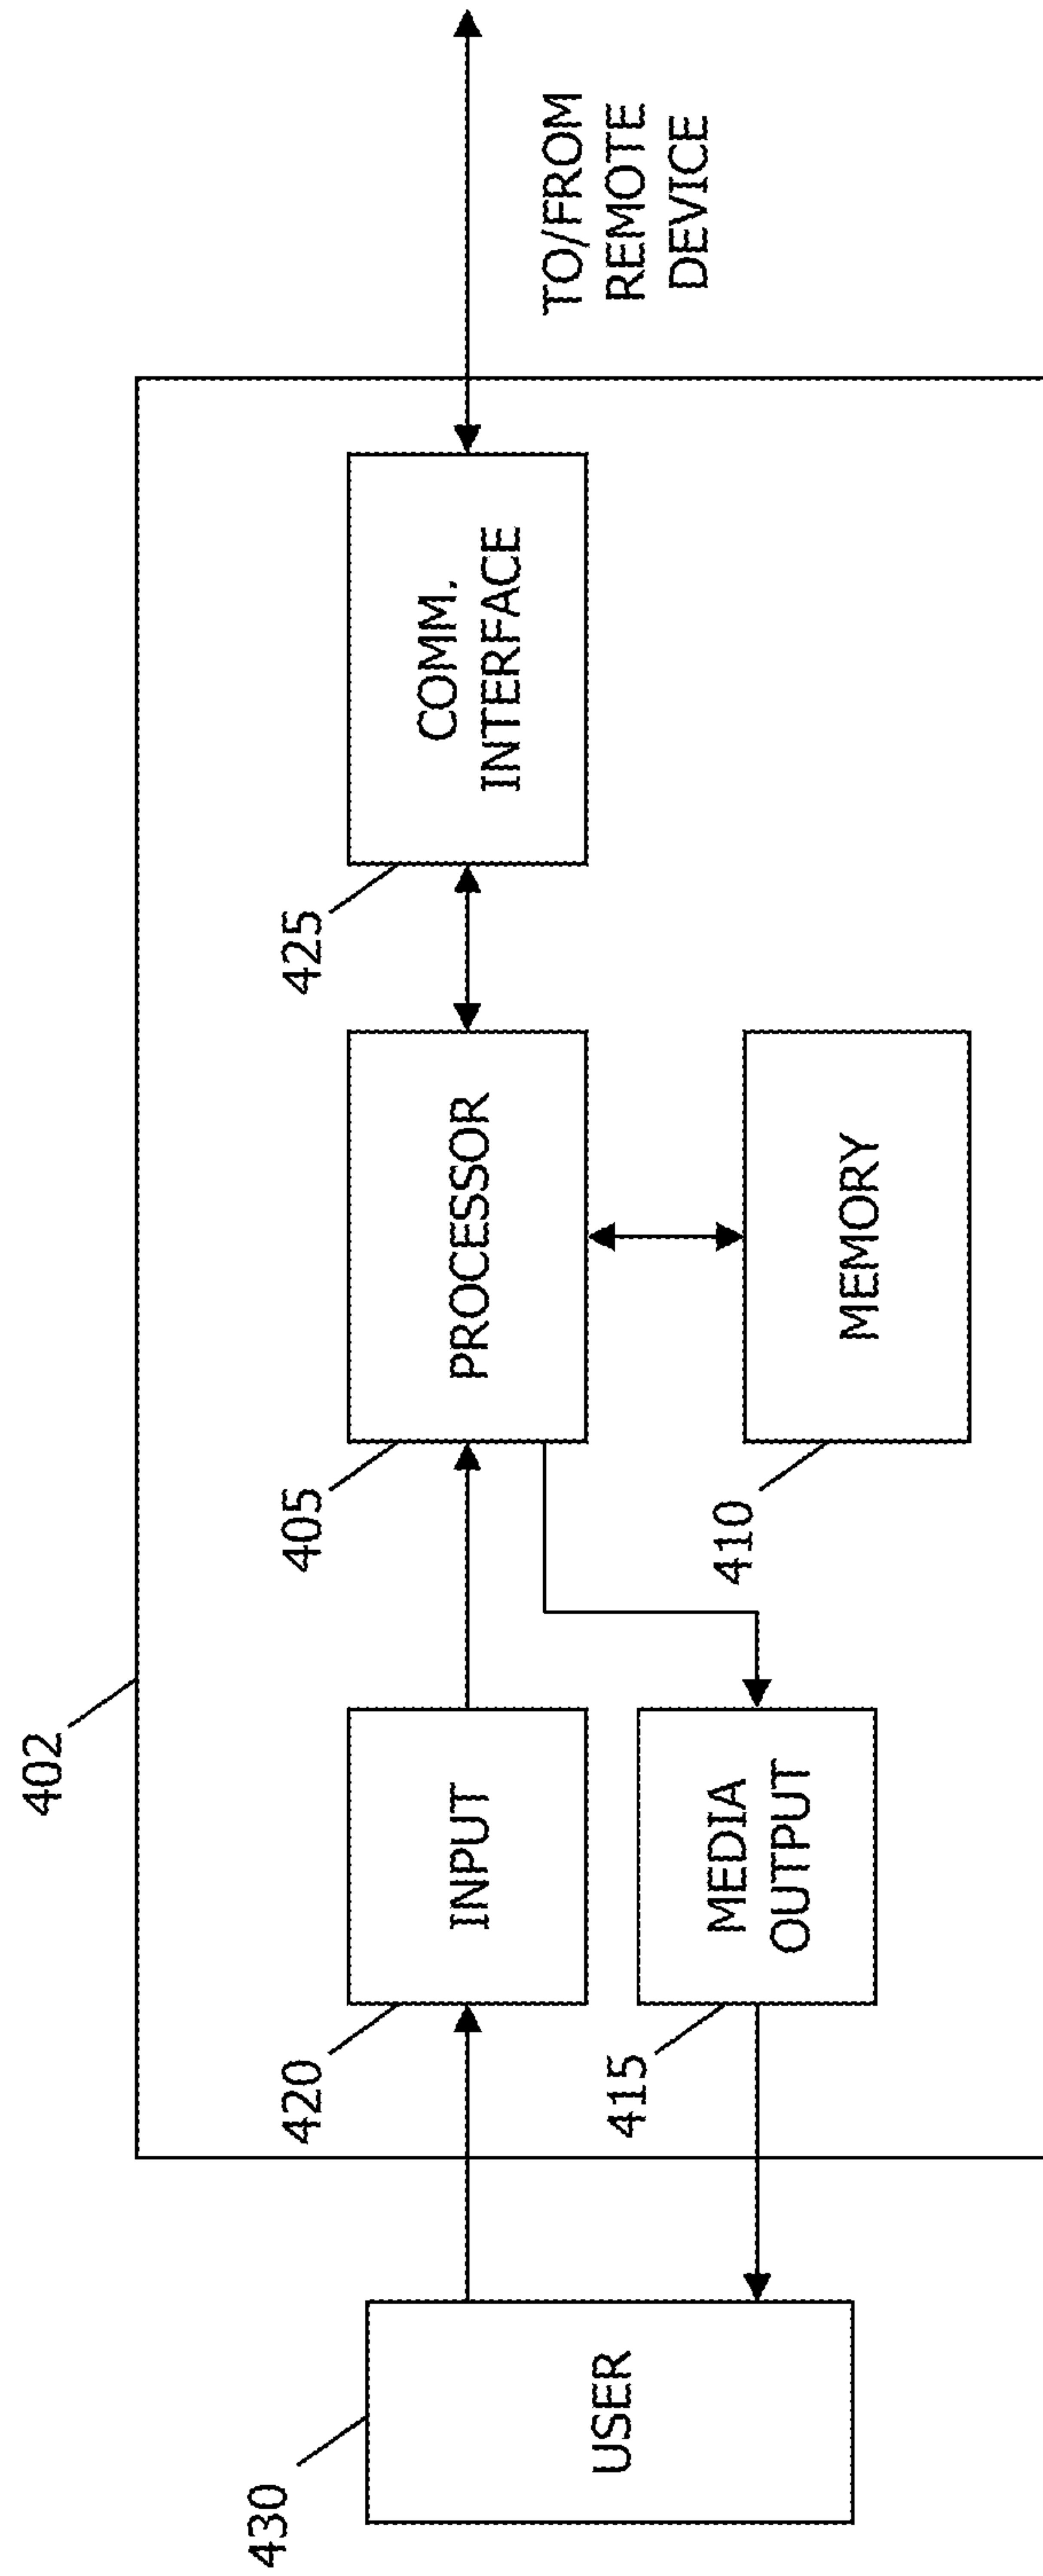 402
430
USER
420
INPUT
415
MEDIA
OUTPUT
405
PROCESSOR
410
MEMORY
425
COMM.
INTERFACE
TO/FROM
REMOTE
DEVICE